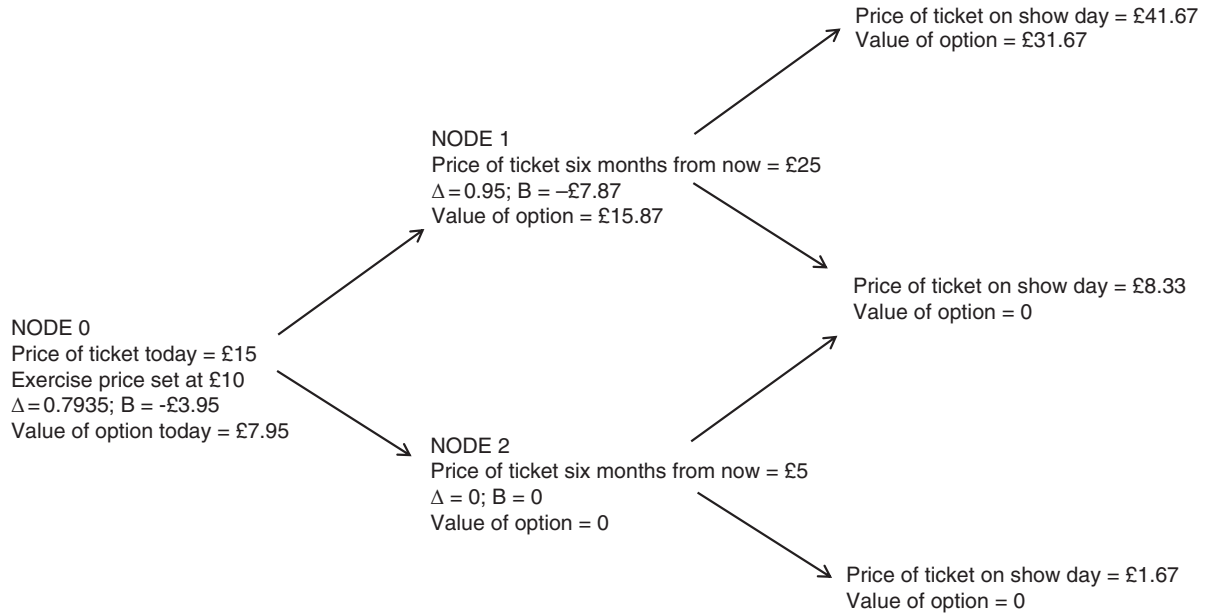 Price of ticket on show day = £41.67
Value of option = £31.67
NODE 1
Price of ticket six months from now = £25
Δ=0.95; B = –£7.87
Value of option = £15.87
Price of ticket on show day = £8.33
Value of option = 0
NODE 0
Price of ticket today = £15
Exercise price set at £10
Δ=0.7935; B = -£3.95
Value of option today = £7.95
NODE 2
Price of ticket six months from now = £5
Δ = 0; B = 0
Value of option = 0
Price of ticket on show day = £1.67
Value of option = 0